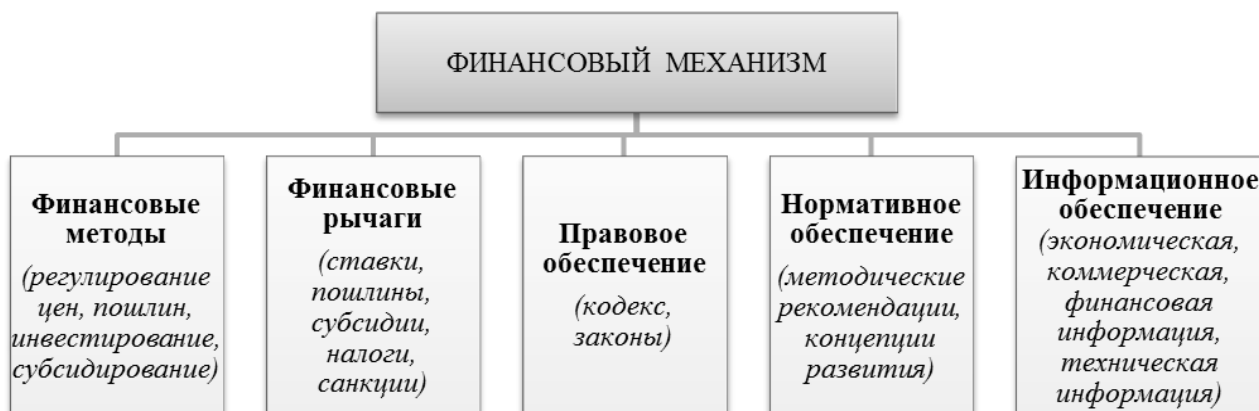 ФИНАНСОВЫЙ МЕХАНИЗМ
Финансовые
методы
(регулирование
цен, пошлин,
инвестирование,
субсидирование)
Финансовые
рычаги
(ставки,
пошлины,
субсидии,
налоги,
санкции)
Правовое
обеспечение
(кодекс,
законы)
Нормативное
обеспечение
(методические
рекомендации,
концепции
развития)
Информационное
обеспечение
(экономическая,
коммерческая,
финансовая
информация,
техническая
информация)